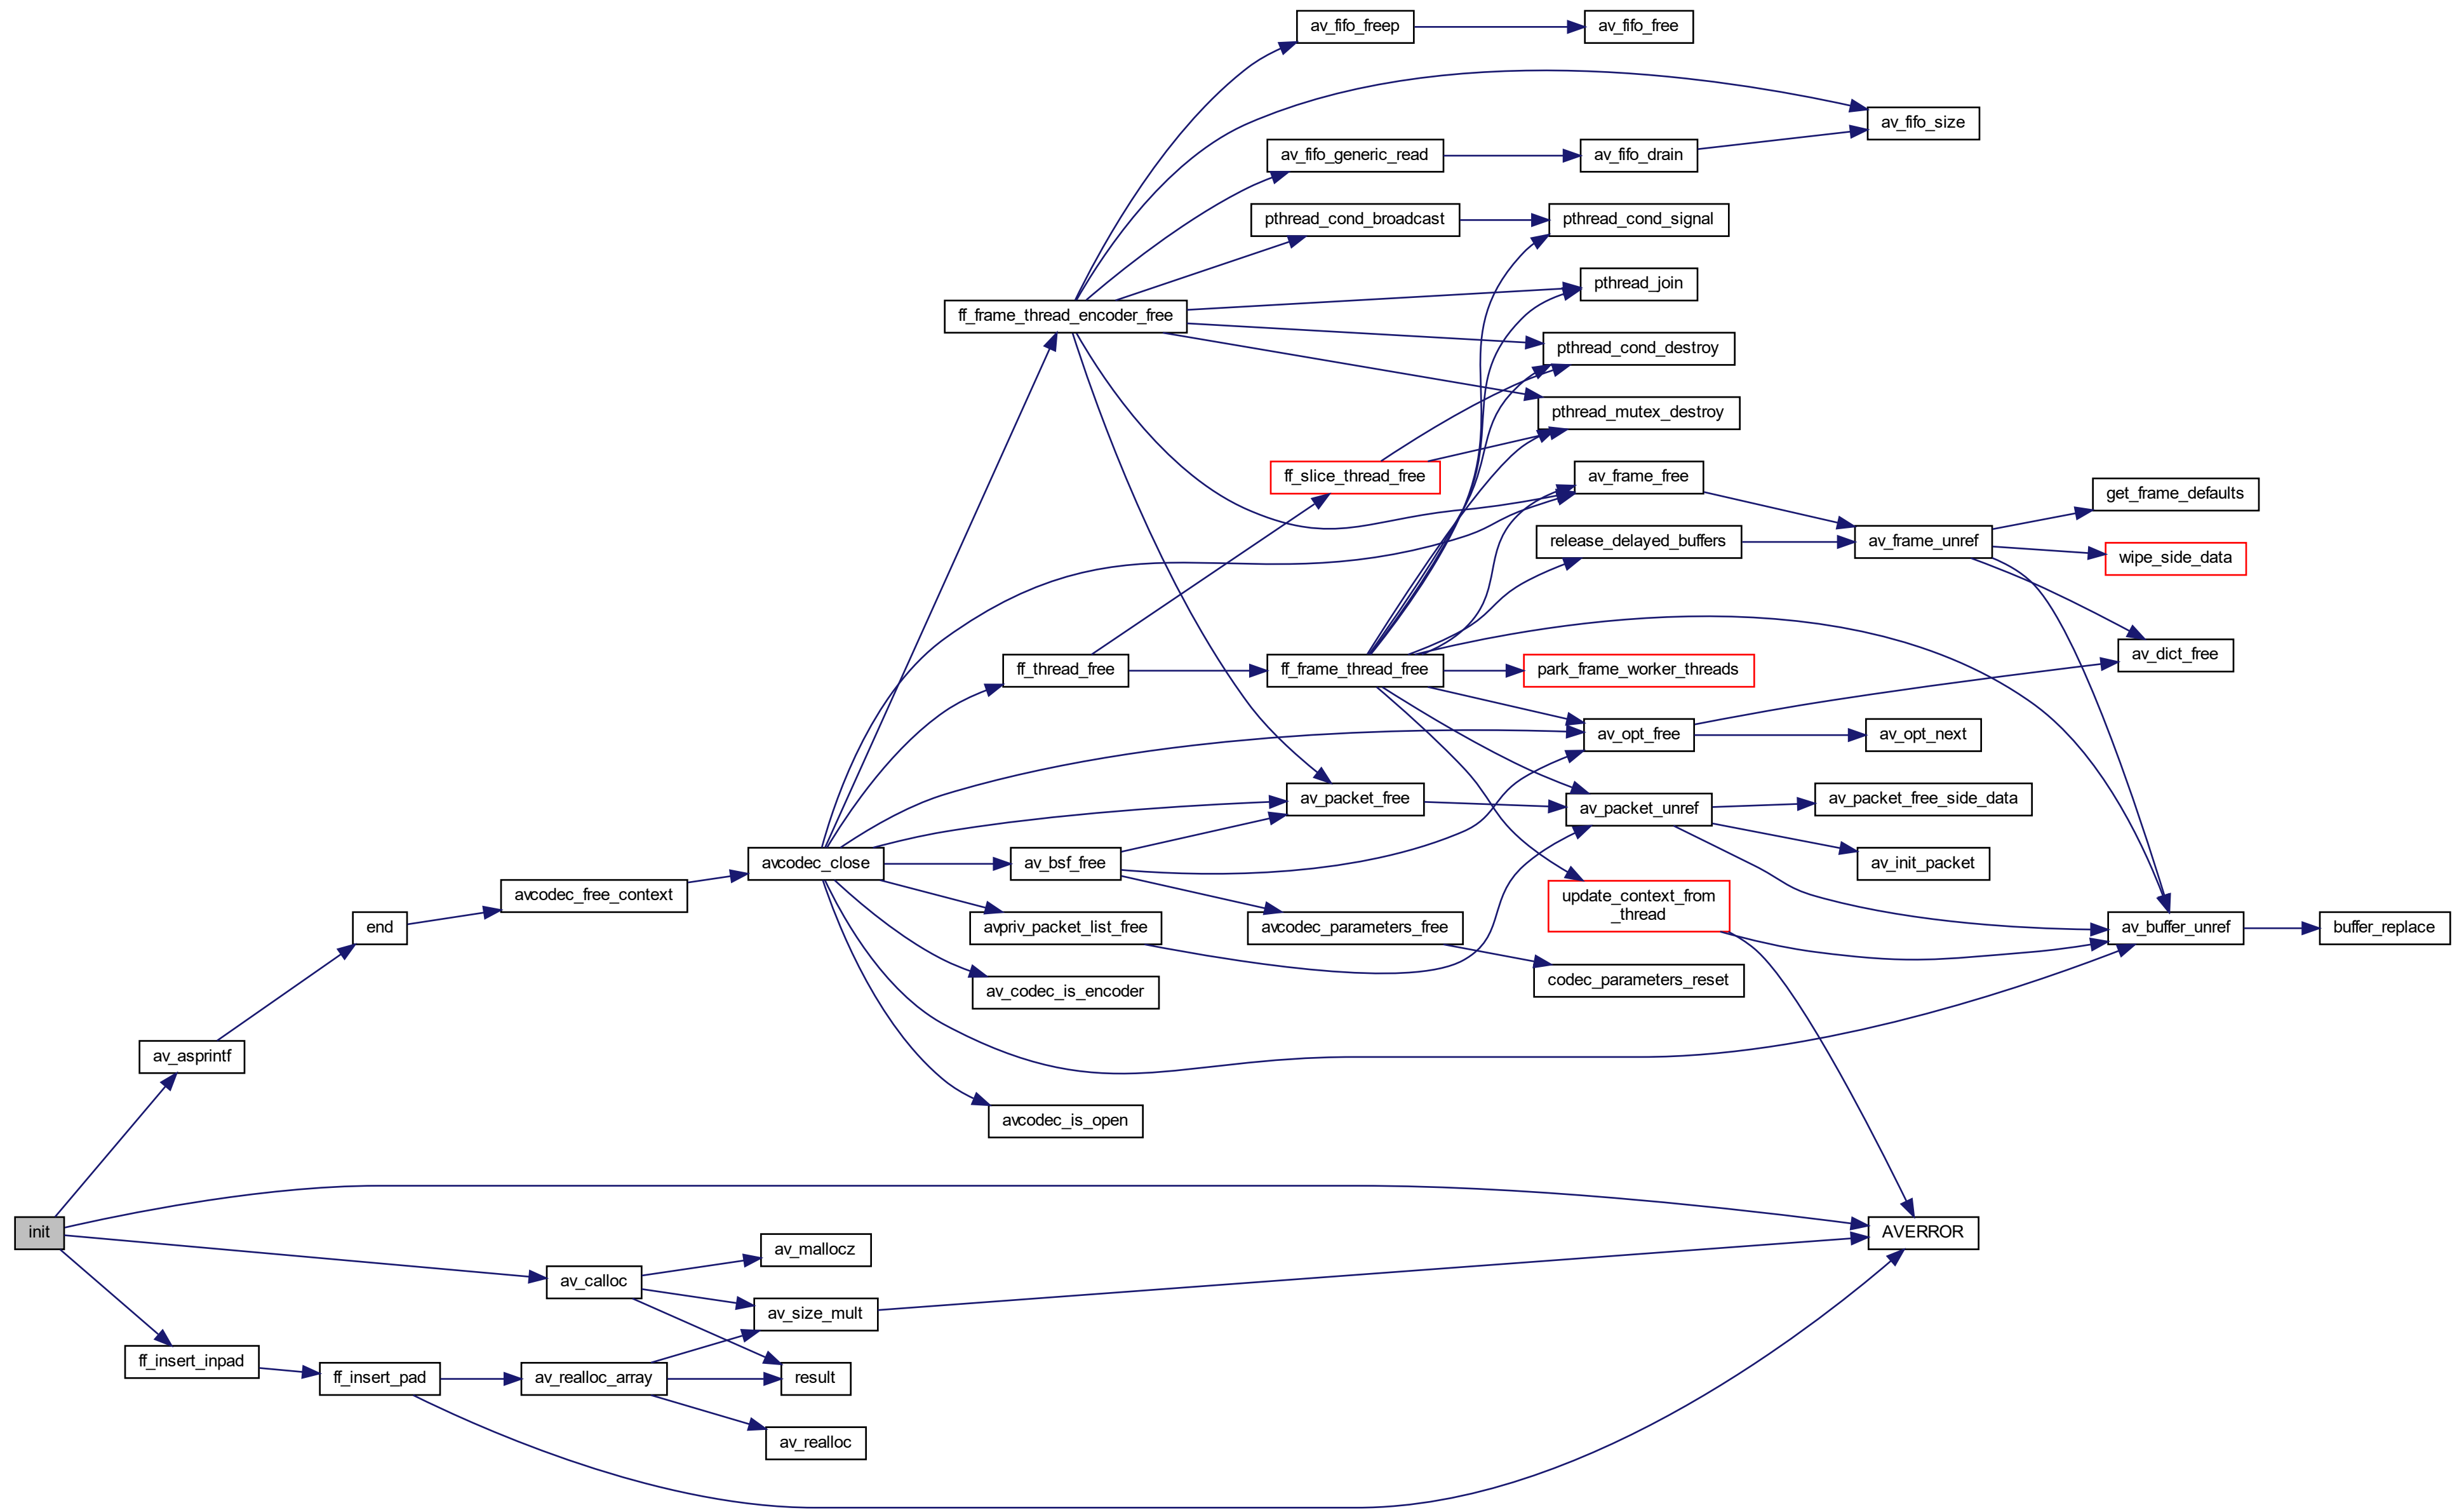 av_fifo_freep
av_fifo_free
av_fifo_size
av_fifo_generic_read
av_fifo_drain
pthread_cond_broadcast
pthread_cond_signal
pthread_join
ff_frame_thread_encoder_free
pthread_cond_destroy
pthread_mutex_destroy
ff_slice_thread_free
av_frame_free
get_frame_defaults
release_delayed_buffers
av_frame_unref
wipe_side_data
av_dict_free
ff_thread_free
ff_frame_thread_free
park_frame_worker_threads
av_opt_free
av_opt_next
av_packet_free
av_packet_unref
av_packet_free_side_data
avcodec_close
av_bsf_free
av_init_packet
avcodec_free_context
update_context_from
_thread
end
avpriv_packet_list_free
avcodec_parameters_free
av_buffer_unref
buffer_replace
av_codec_is_encoder
codec_parameters_reset
av_asprintf
avcodec_is_open
init
AVERROR
av_mallocz
av_calloc
av_size_mult
ff_insert_inpad
ff_insert_pad
av_realloc_array
result
av_realloc